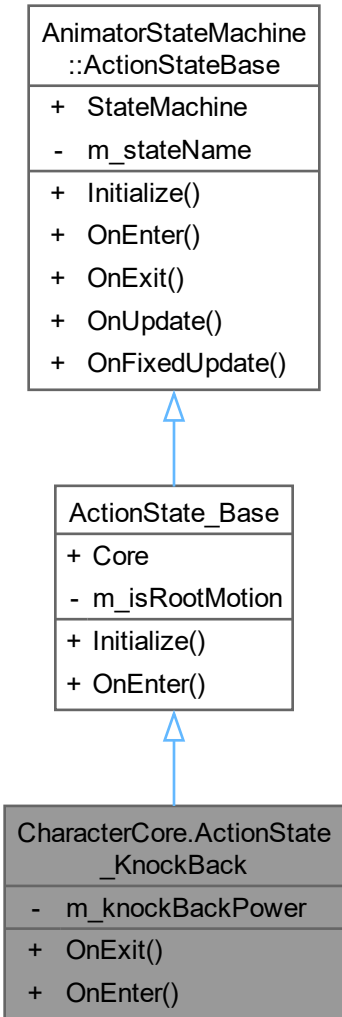 AnimatorStateMachine
::ActionStateBase
+ StateMachine
- m_stateName
+ Initialize()
+ OnEnter()
+ OnExit()
+ OnUpdate()
+ OnFixedUpdate()
ActionState_Base
+ Core
- m_isRootMotion
+ Initialize()
+ OnEnter()
CharacterCore.ActionState
_KnockBack
- m_knockBackPower
+ OnExit()
+ OnEnter()